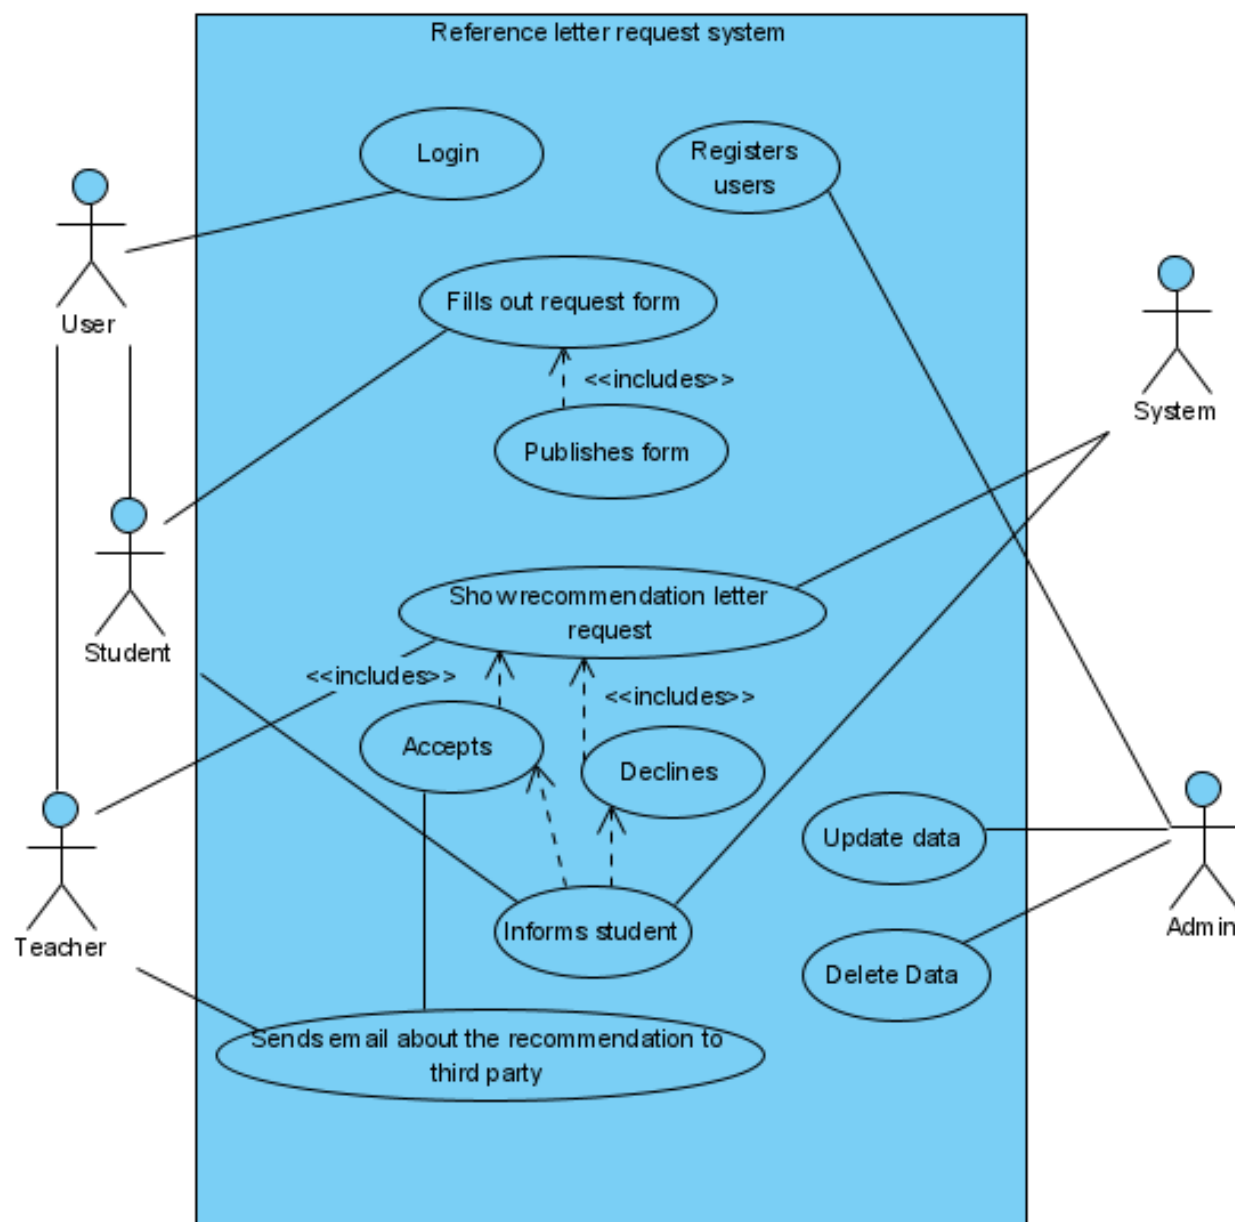 Reference letter request system
Login
Registers
users
User
Fills out request form
<<includes>>
System
Publishes form
Student
Show recommendation letter
request
<<includes>>
<<includes>>
Accepts
Declines
Update data
Teacher
Informs student
Admin
Delete Data
Sends email about the recommendation to
third party